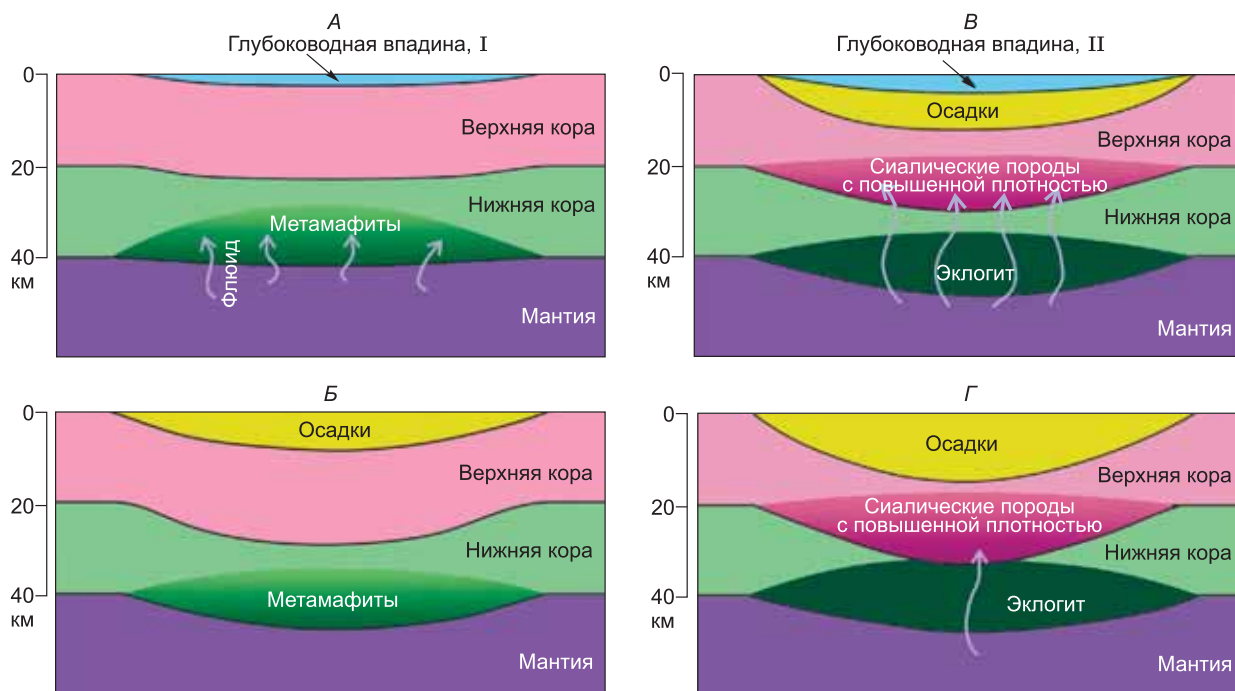 А
Глубоководная впадина, I
0
Верхняя кора
20
Метамафиты
Нижняя кора
Флюид
40
км
Мантия
В
Глубоководная впадина, II
0
Осадки
Верхняя кора
20
Сиалические породы
с повышенной плотностью
Нижняя кора
40
Эклогит
км
Мантия
Б
0
Осадки
Верхняя кора
20
Нижняя кора
40
Метамафиты
км
Мантия
Г
0
Осадки
Верхняя кора
20
Сиалические породы
с повышенной плотностью
Нижняя кора
40
Эклогит
км
Мантия